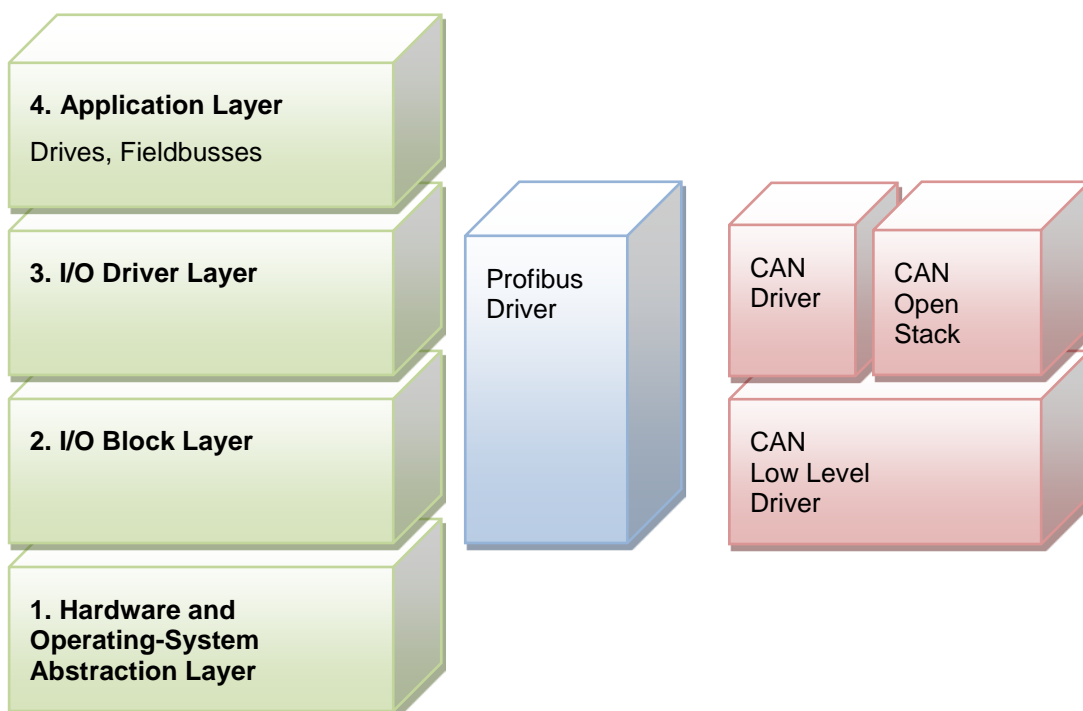 4. Application Layer
Drives, Fieldbusses
3. I/O Driver Layer
2. I/O Block Layer
1. Hardware and
Operating-System
Abstraction Layer
Profibus
Driver
CAN
Driver
CAN
Open
Stack
CAN
Low Level
Driver